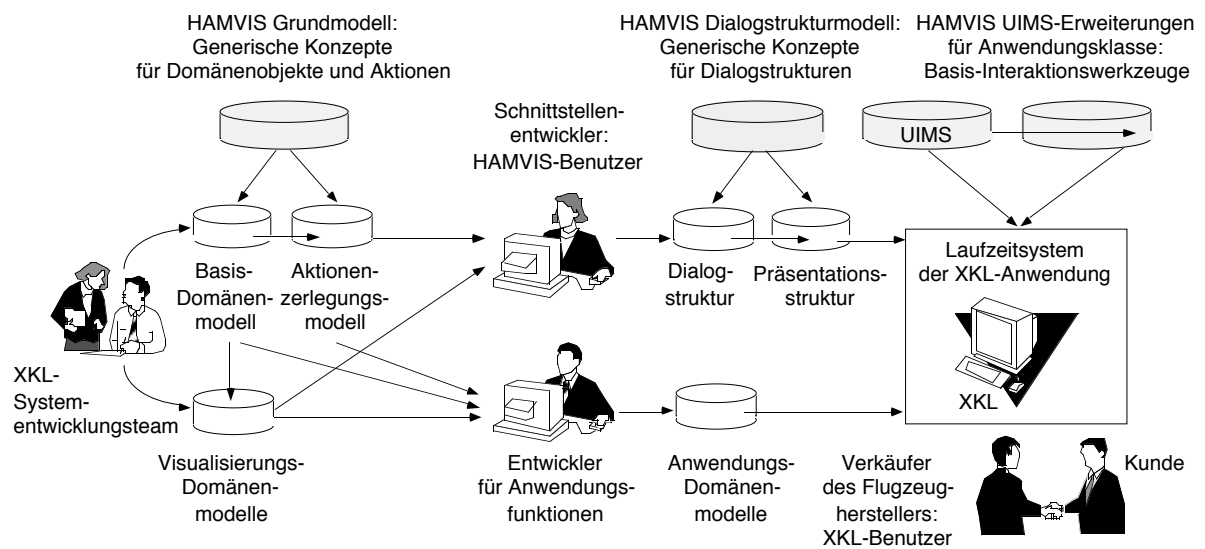 HAMVIS Grundmodell:
Generische Konzepte
für Domänenobjekte und Aktionen
HAMVIS Dialogstrukturmodell:
Generische Konzepte
für Dialogstrukturen
HAMVIS UIMS-Erweiterungen
für Anwendungsklasse:
Basis-Interaktionswerkzeuge
Schnittstellen-
entwickler:
HAMVIS-Benutzer
UIMS
Basis-
Domänen-
modell
Aktionen-
zerlegungs-
modell
Dialog-
struktur
Präsentations-
struktur
Laufzeitsystem
der XKL-Anwendung
XKL
XKL-
System-
entwicklungsteam
Visualisierungs-
Domänen-
modelle
Entwickler
für Anwendungs-
funktionen
Anwendungs-
Domänen-
modelle
Verkäufer
des Flugzeug-
herstellers:
XKL-Benutzer
Kunde